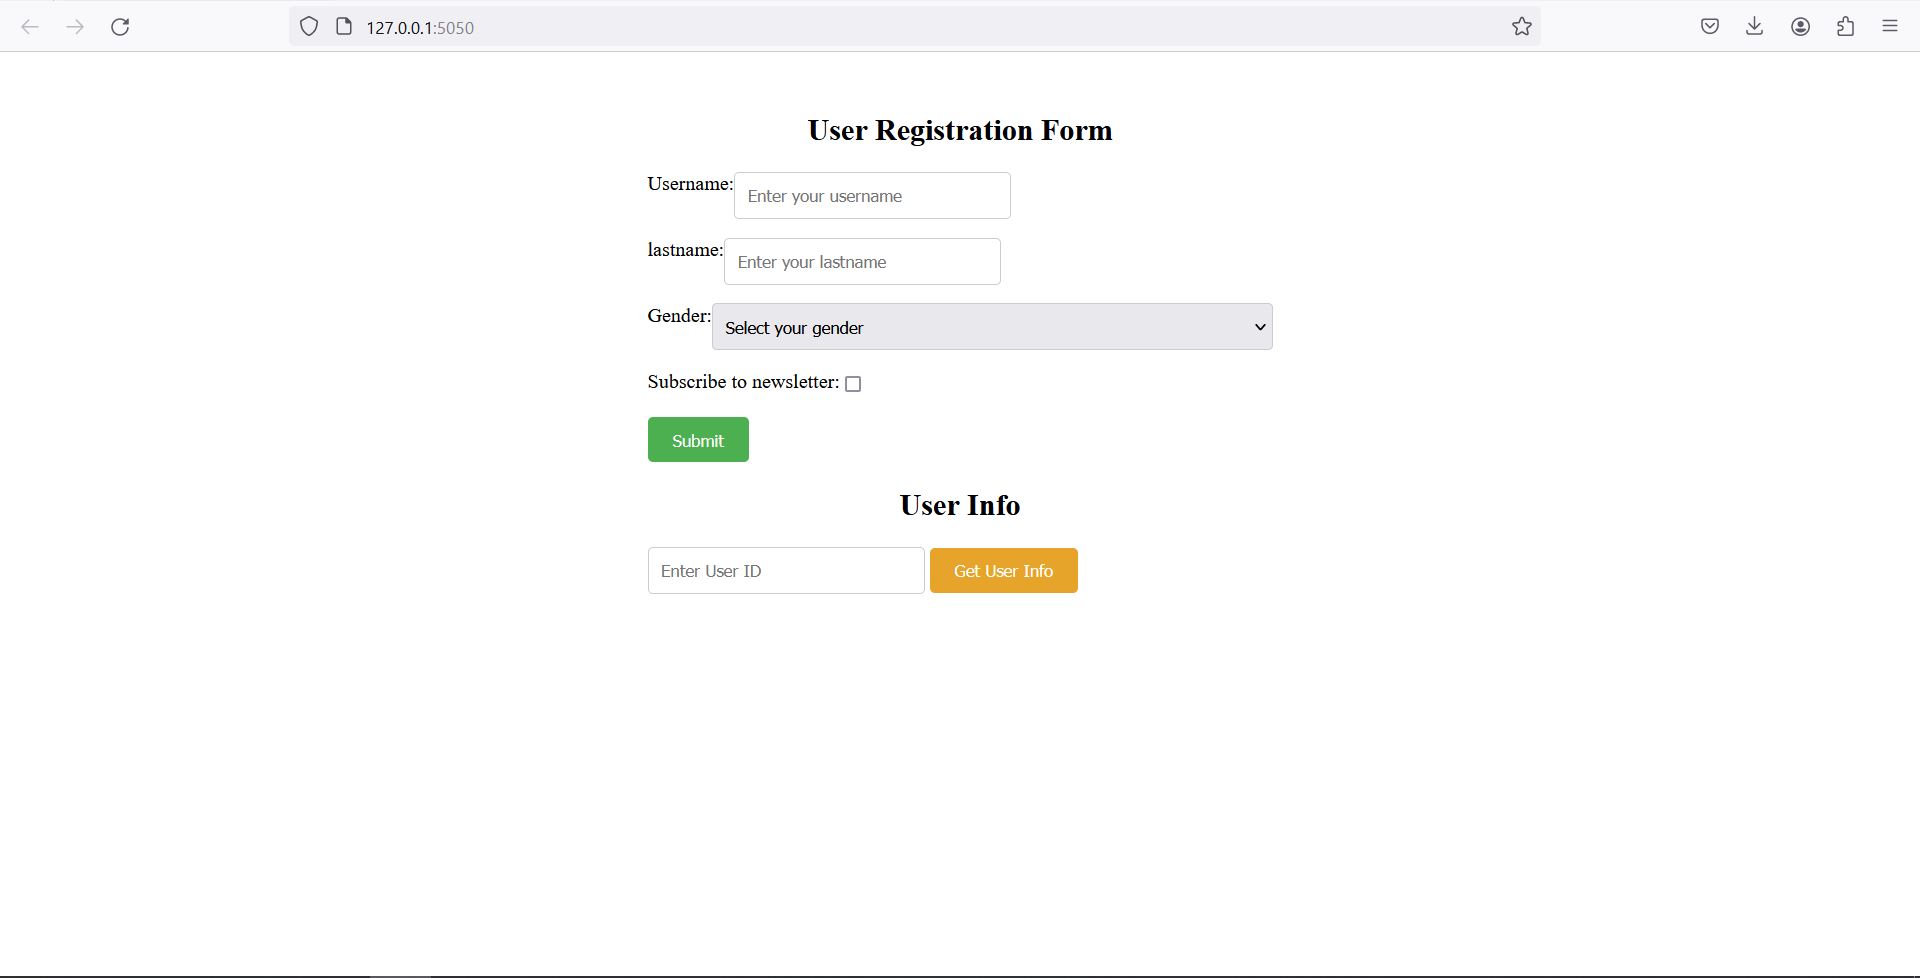 127.0.0.1:5050
User Registration Form
Username: Enter your username
lastname: Enter your lastname
Gender: Select your gender
Subscribe to newsletter:
Submit
User Info
Enter User ID Get User Info